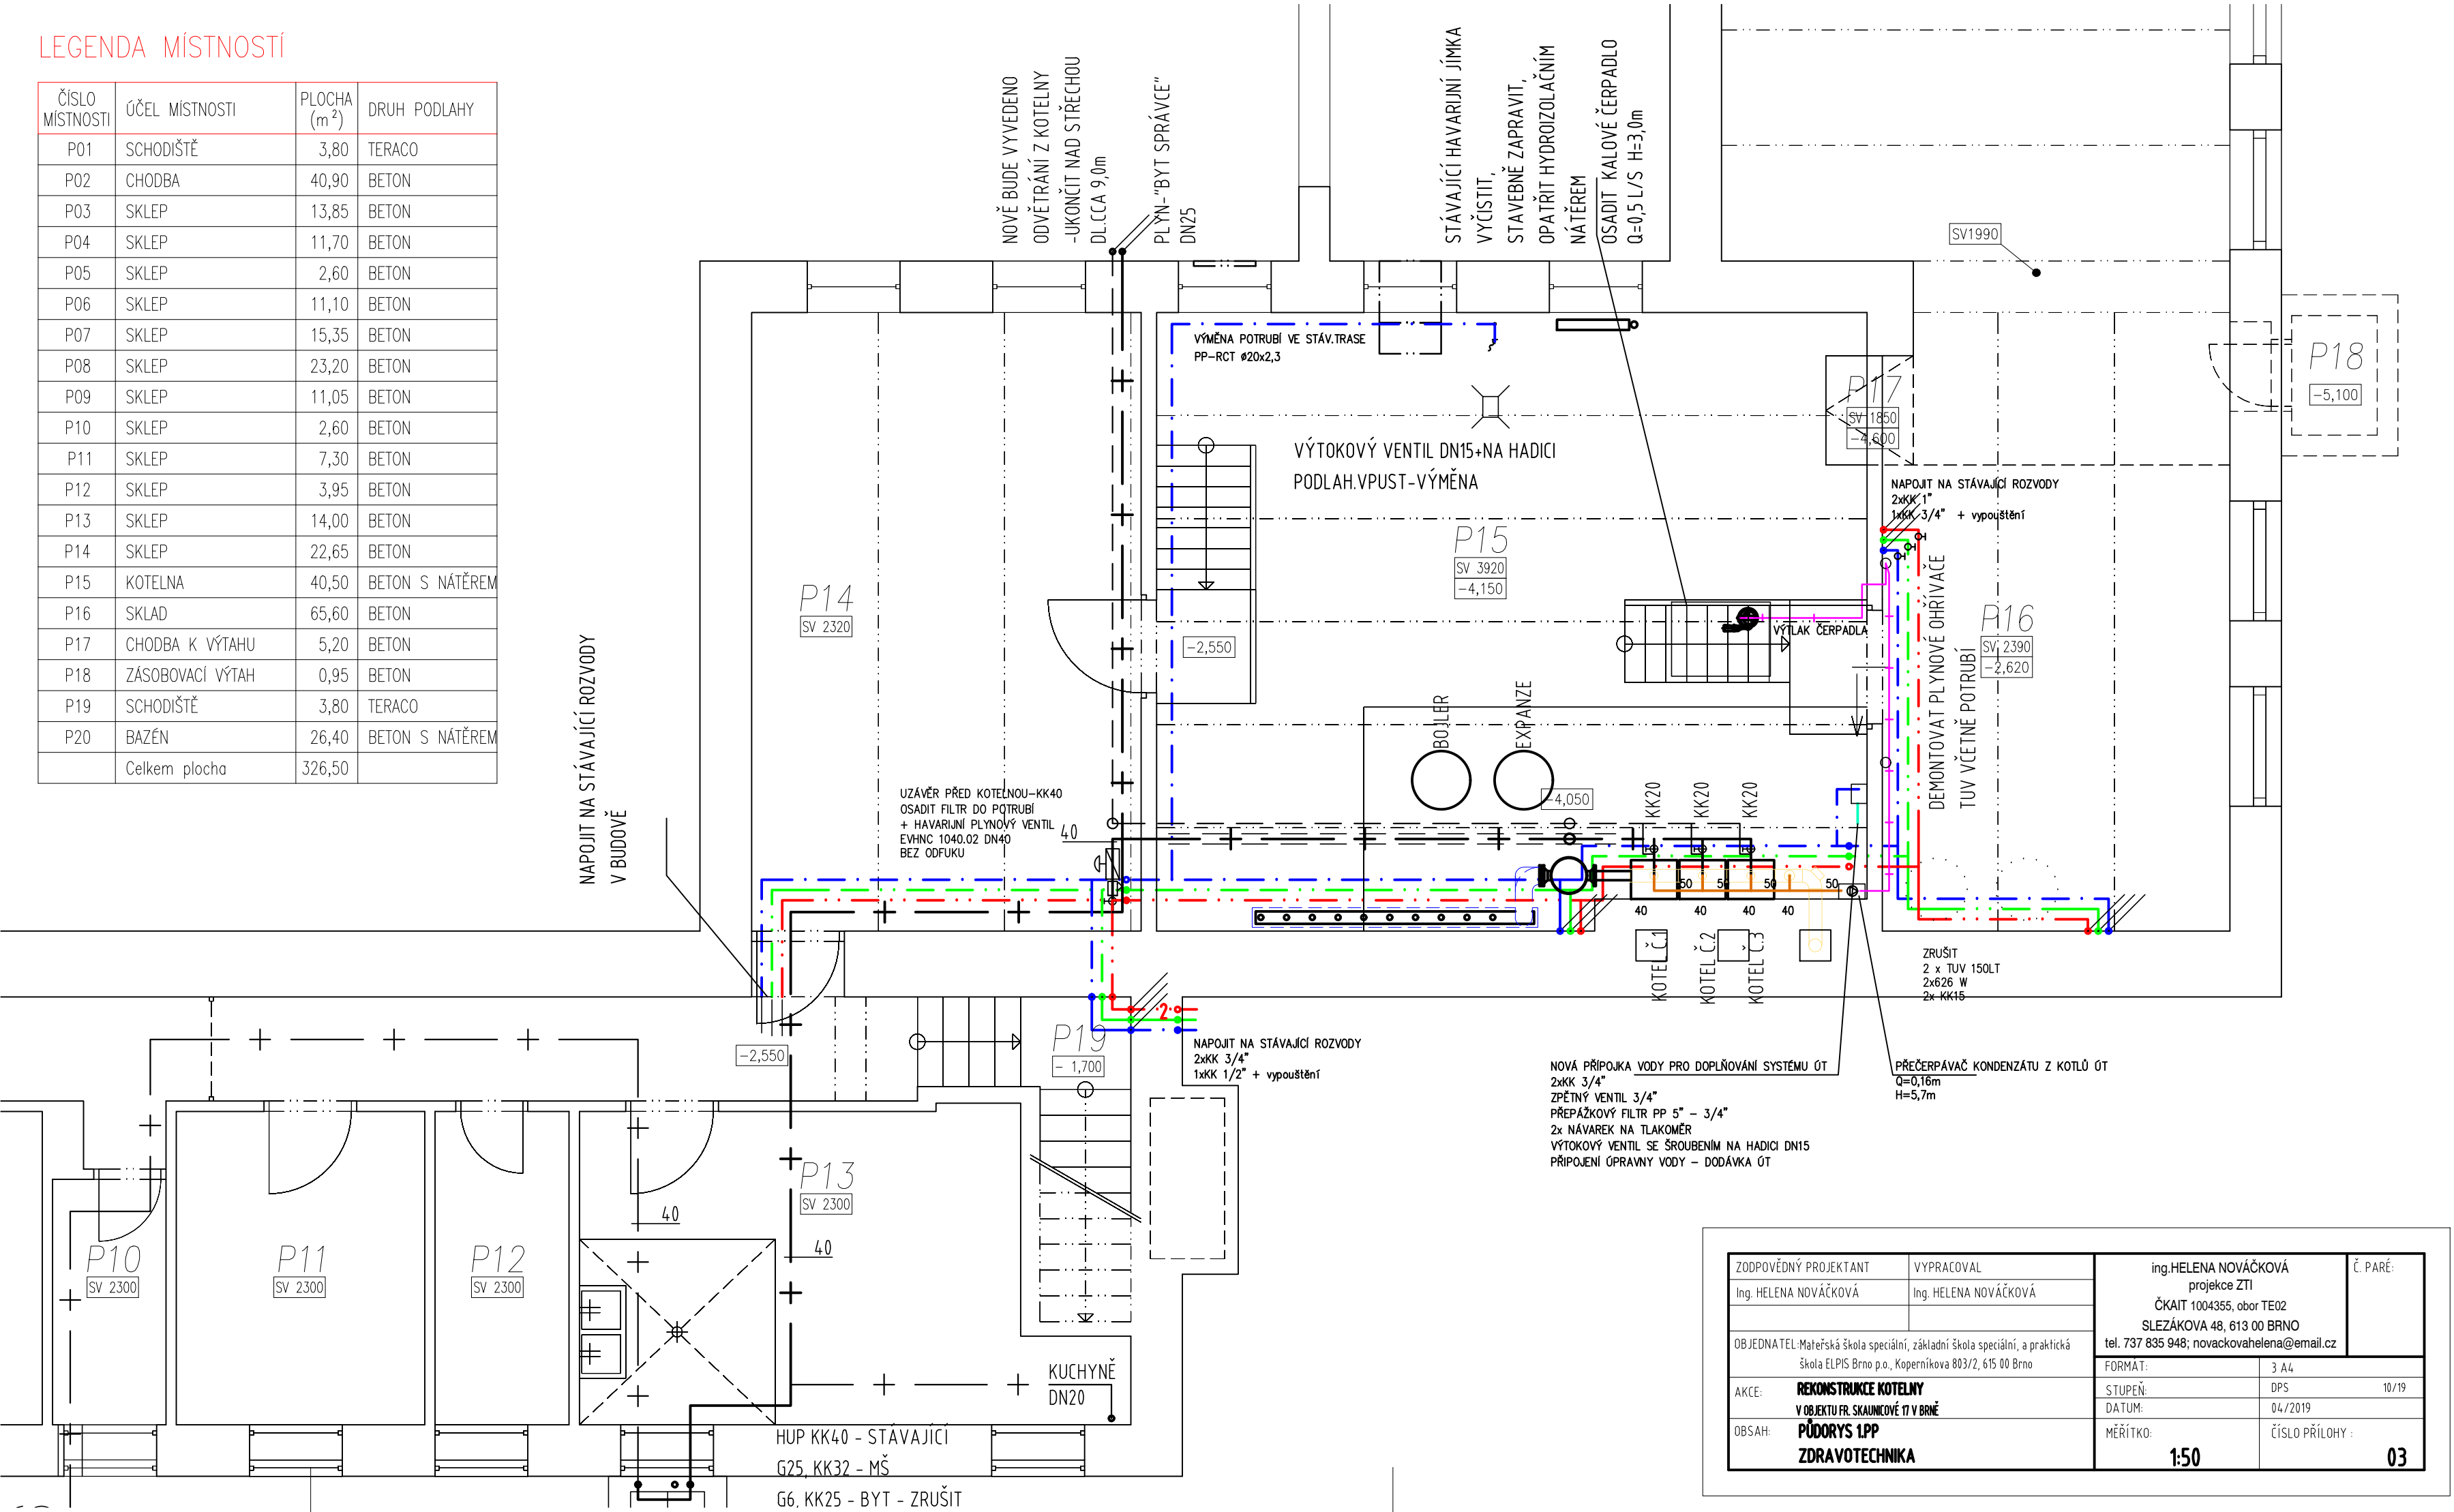 LEGENDA MÍSTNOSTÍ
ČÍSLO MÍSTNOSTI ÚČEL MÍSTNOSTI PLOCHA (m²) DRUH PODLAHY
P01 SCHODIŠTĚ 3,80 TERACO
P02 CHODBA 40,90 BETON
P03 SKLEP 13,85 BETON
P04 SKLEP 11,70 BETON
P05 SKLEP 2,60 BETON
P06 SKLEP 11,10 BETON
P07 SKLEP 15,35 BETON
P08 SKLEP 23,20 BETON
P09 SKLEP 11,05 BETON
P10 SKLEP 2,60 BETON
P11 SKLEP 7,30 BETON
P12 SKLEP 3,95 BETON
P13 SKLEP 14,00 BETON
P14 SKLEP 22,65 BETON
P15 KOTELNA 40,50 BETON S NÁTĚREM
P16 SKLAD 65,60 BETON
P17 CHODBA K VÝTAHU 5,20 BETON
P18 ZÁSOBOVACÍ VÝTAH 0,95 BETON
P19 SCHODIŠTĚ 3,80 TERACO
P20 BAZÉN 26,40 BETON S NÁTĚREM
Celkem plocha 326,50
NOVĚ BUDE VYVEDENO
ODVĚTRÁNÍ Z KOTELNY
-UKONČIT NAD STŘECHOU
DL.CCA 9,0m
PLYN-"BYT SPRÁVCE"
DN25
STÁVAJÍCÍ HAVARIJNÍ JÍMKA
VYČISTIT,
STAVEBNĚ ZAPRAVIT,
OPATŘIT HYDROIZOLAČNÍM
NÁTĚREM
OSADIT KALOVÉ ČERPADLO
Q=0,5 L/S H=3,0m
SV1990
P18
-5,100
P17
SV 1850
-4,600
VÝMĚNA POTRUBÍ VE STÁV.TRASE
PP-RCT ø20x2,3
VÝTOKOVÝ VENTIL DN15+NA HADICI
PODLAH.VPUST-VÝMĚNA
NAPOJIT NA STÁVAJÍCÍ ROZVODY
2xKK 1"
1xKK 3/4" + vypouštění
P15
SV 3920
-4,150
P14
SV 2320
-2,550
VÝTLAK ČERPADLA
P16
SV 2390
-2,620
DEMONTOVAT PLYNOVÉ OHŘÍVAČE
TUV VČETNĚ POTRUBÍ
NAPOJIT NA STÁVAJÍCÍ ROZVODY
V BUDOVĚ
BOJLER
EXPANZE
-4,050
KK20
KK20
KK20
UZÁVĚR PŘED KOTELNOU-KK40
OSADIT FILTR DO POTRUBÍ
+ HAVARIJNÍ PLYNOVÝ VENTIL
EVHNC 1040.02 DN40
BEZ ODFUKU
40
50 50 50 50
40 40 40 40
KOTEL Č.1
KOTEL Č.2
KOTEL Č.3
ZRUŠIT
2 x TUV 150LT
2x626 W
2x KK15
2
P19
- 1,700
-2,550
NAPOJIT NA STÁVAJÍCÍ ROZVODY
2xKK 3/4"
1xKK 1/2" + vypouštění
NOVÁ PŘÍPOJKA VODY PRO DOPLŇOVÁNÍ SYSTÉMU ÚT
2xKK 3/4"
ZPĚTNÝ VENTIL 3/4"
PŘEPÁŽKOVÝ FILTR PP 5" - 3/4"
2x NÁVAREK NA TLAKOMĚR
VÝTOKOVÝ VENTIL SE ŠROUBENÍM NA HADICI DN15
PŘIPOJENÍ ÚPRAVNY VODY - DODÁVKA ÚT
PŘEČERPÁVAČ KONDENZÁTU Z KOTLŮ ÚT
Q=0,16m
H=5,7m
P10
SV 2300
P11
SV 2300
P12
SV 2300
P13
SV 2300
40
40
KUCHYNĚ
DN20
HUP KK40 - STÁVAJÍCÍ
G25, KK32 - MŠ
G6, KK25 - BYT - ZRUŠIT
ZODPOVĚDNÝ PROJEKTANT VYPRACOVAL
Ing. HELENA NOVÁČKOVÁ Ing. HELENA NOVÁČKOVÁ
ing.HELENA NOVÁČKOVÁ
projekce ZTI
ČKAIT 1004355, obor TE02
SLEZÁKOVA 48, 613 00 BRNO
tel. 737 835 948; novackovahelena@email.cz
Č. PARÉ:
OBJEDNATEL:Mateřská škola speciální, základní škola speciální, a praktická
škola ELPIS Brno p.o., Koperníkova 803/2, 615 00 Brno
AKCE: REKONSTRUKCE KOTELNY
V OBJEKTU FR. SKAUNICOVÉ 17 V BRNĚ
OBSAH: PŮDORYS 1.PP
ZDRAVOTECHNIKA
FORMÁT: 3 A4
STUPEŇ: DPS 10/19
DATUM: 04/2019
MĚŘÍTKO: 1:50
ČÍSLO PŘÍLOHY : 03